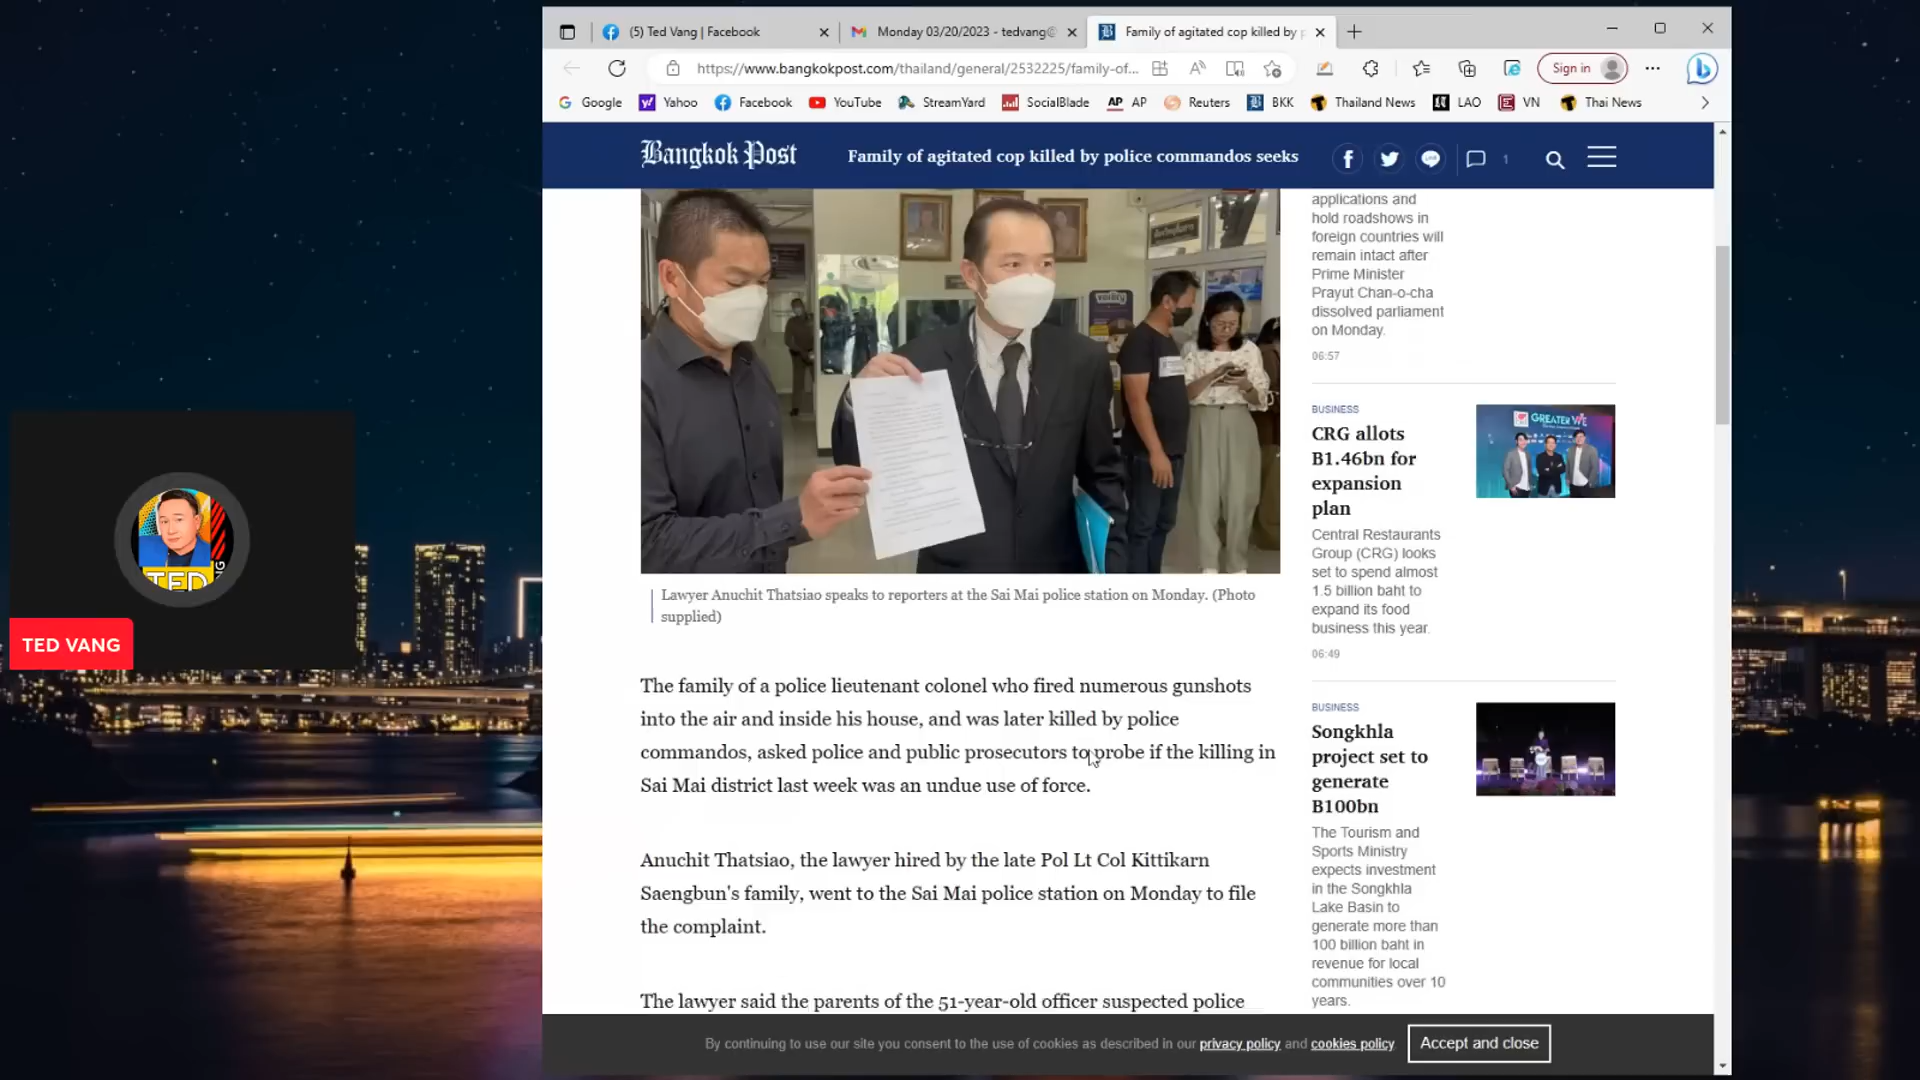 (5) Ted Vang | Facebook
Monday 03/20/2023 - tedvang@
Family of agitated cop killed by p
https://www.bangkokpost.com/thailand/general/2532225/family-of...
Sign in
Google
Yahoo
Facebook
YouTube
StreamYard
SocialBlade
AP AP
Reuters
BKK
Thailand News
LAO
VN
Thai News
Bangkok Post
Family of agitated cop killed by police commandos seeks
1
Lawyer Anuchit Thatsiao speaks to reporters at the Sai Mai police station on Monday. (Photo
supplied)
The family of a police lieutenant colonel who fired numerous gunshots
into the air and inside his house, and was later killed by police
commandos, asked police and public prosecutors to probe if the killing in
Sai Mai district last week was an undue use of force.
Anuchit Thatsiao, the lawyer hired by the late Pol Lt Col Kittikarn
Saengbun's family, went to the Sai Mai police station on Monday to file
the complaint.
The lawyer said the parents of the 51-year-old officer suspected police
applications and
hold roadshows in
foreign countries will
remain intact after
Prime Minister
Prayut Chan-o-cha
dissolved parliament
on Monday.
06:57
BUSINESS
CRG allots
B1.46bn for
expansion
plan
Central Restaurants
Group (CRG) looks
set to spend almost
1.5 billion baht to
expand its food
business this year.
06:49
GREATER WE
BUSINESS
Songkhla
project set to
generate
B100bn
The Tourism and
Sports Ministry
expects investment
in the Songkhla
Lake Basin to
generate more than
100 billion baht in
revenue for local
communities over 10
years.
By continuing to use our site you consent to the use of cookies as described in our privacy policy and cookies policy
Accept and close
TED
TED VANG